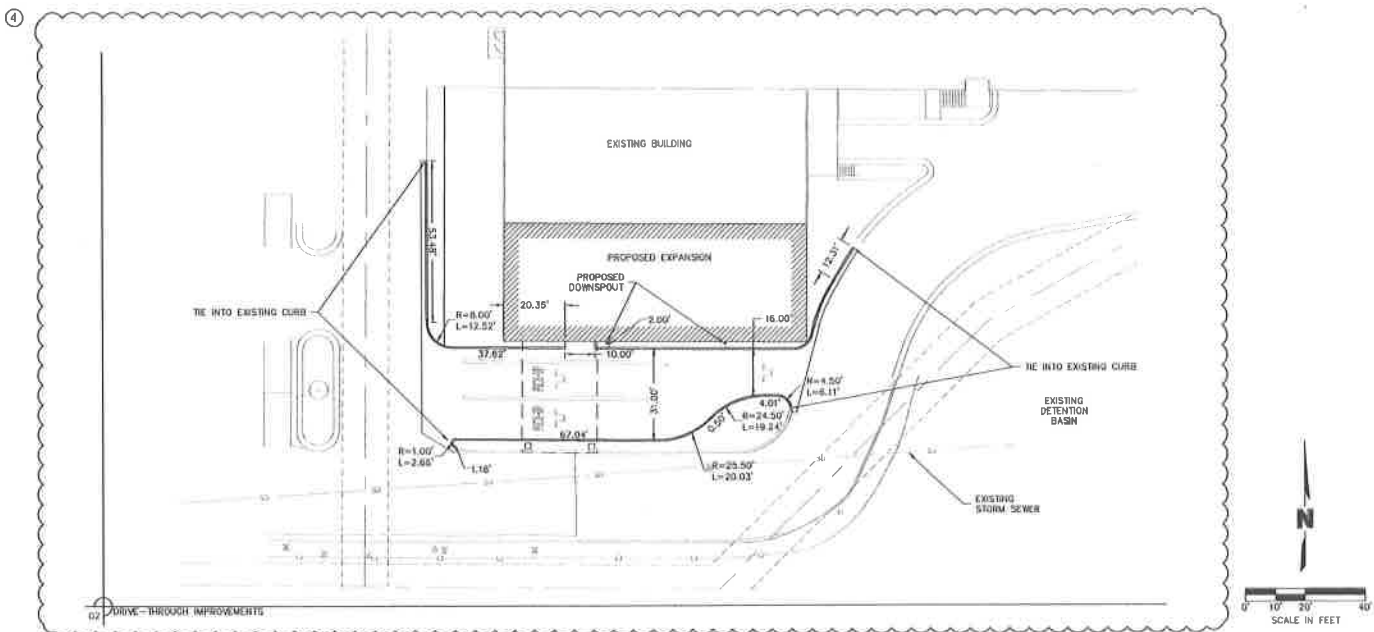 4
EXISTING BUILDING
53.48'
PROPOSED EXPANSION
12.31'
PROPOSED
DOWNSPOUT
20.35'
TIE INTO EXISTING CURB
R=8.00'
L=12.52'
2.00'
16.00'
37.62'
10.00'
TIE INTO EXISTING CURB
31.00'
R=4.50'
L=6.11'
4.01'
EXISTING
DETENTION
BASIN
0.50'
R=24.50'
L=19.24'
67.04'
R=1.00'
L=2.66'
1.18'
R=25.50'
L=20.03'
EXISTING
STORM SEWER
N
02
DRIVE-THROUGH IMPROVEMENTS
0' 10' 20' 40'
SCALE IN FEET